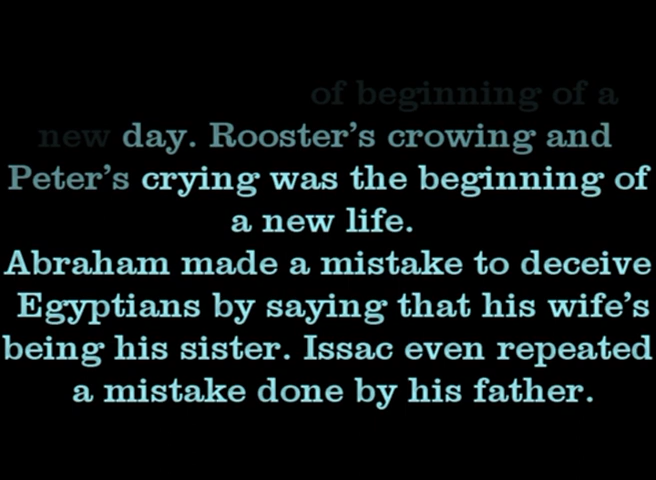 of beginning of a
new day. Rooster's crowing and
Peter's crying was the beginning of
a new life.
Abraham made a mistake to deceive
Egyptians by saying that his wife's
being his sister. Issac even repeated
a mistake done by his father.